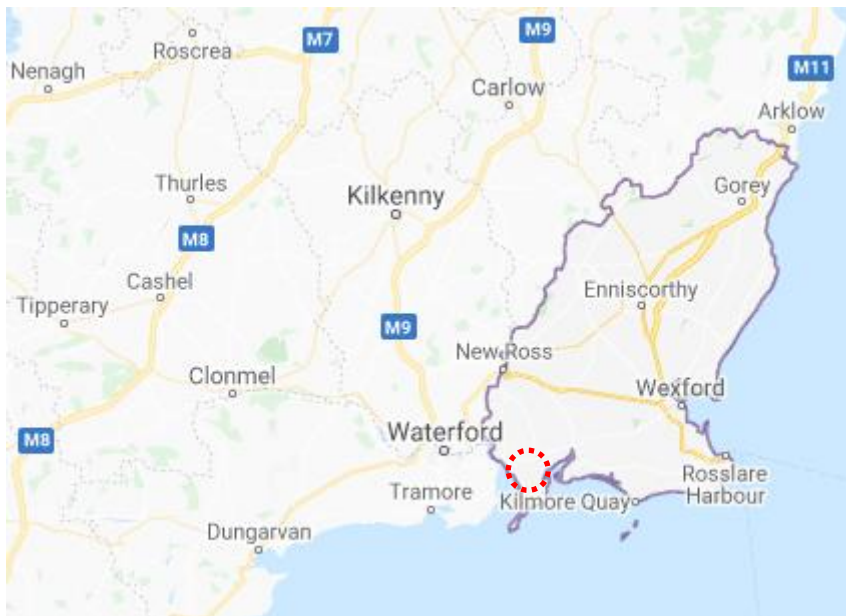 M9
M7
Roscrea
Nenagh
M11
Carlow
Arklow
Thurles
Kilkenny
Gorey
M8
Cashel
Enniscorthy
Tipperary
M9
New Ross
Clonmel
Wexford
Waterford
M8
Rosslare
Harbour
Tramore
Kilmore Quay
Dungarvan